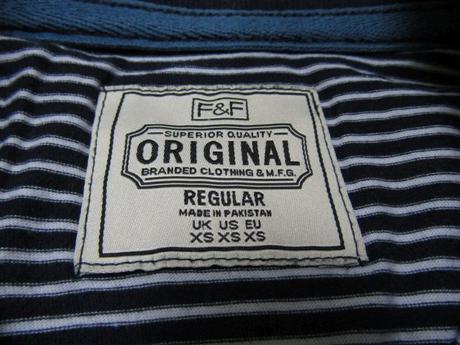 F&F
SUPERIOR QUALITY
ORIGINAL
BRANDED CLOTHING & M.F.G.
REGULAR
MADE IN PAKISTAN
UK US EU
XS XS XS